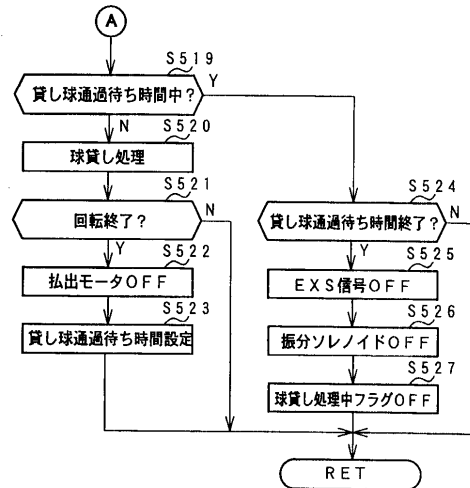 A
S519
貸し球通過待ち時間中?
Y
N
S520
球貸し処理
S521
回転終了?
N
Y
S522
払出モータOFF
S523
貸し球通過待ち時間設定
S524
貸し球通過待ち時間終了?
N
Y
S525
EXS信号OFF
S526
振分ソレノイドOFF
S527
球貸し処理中フラグOFF
RET